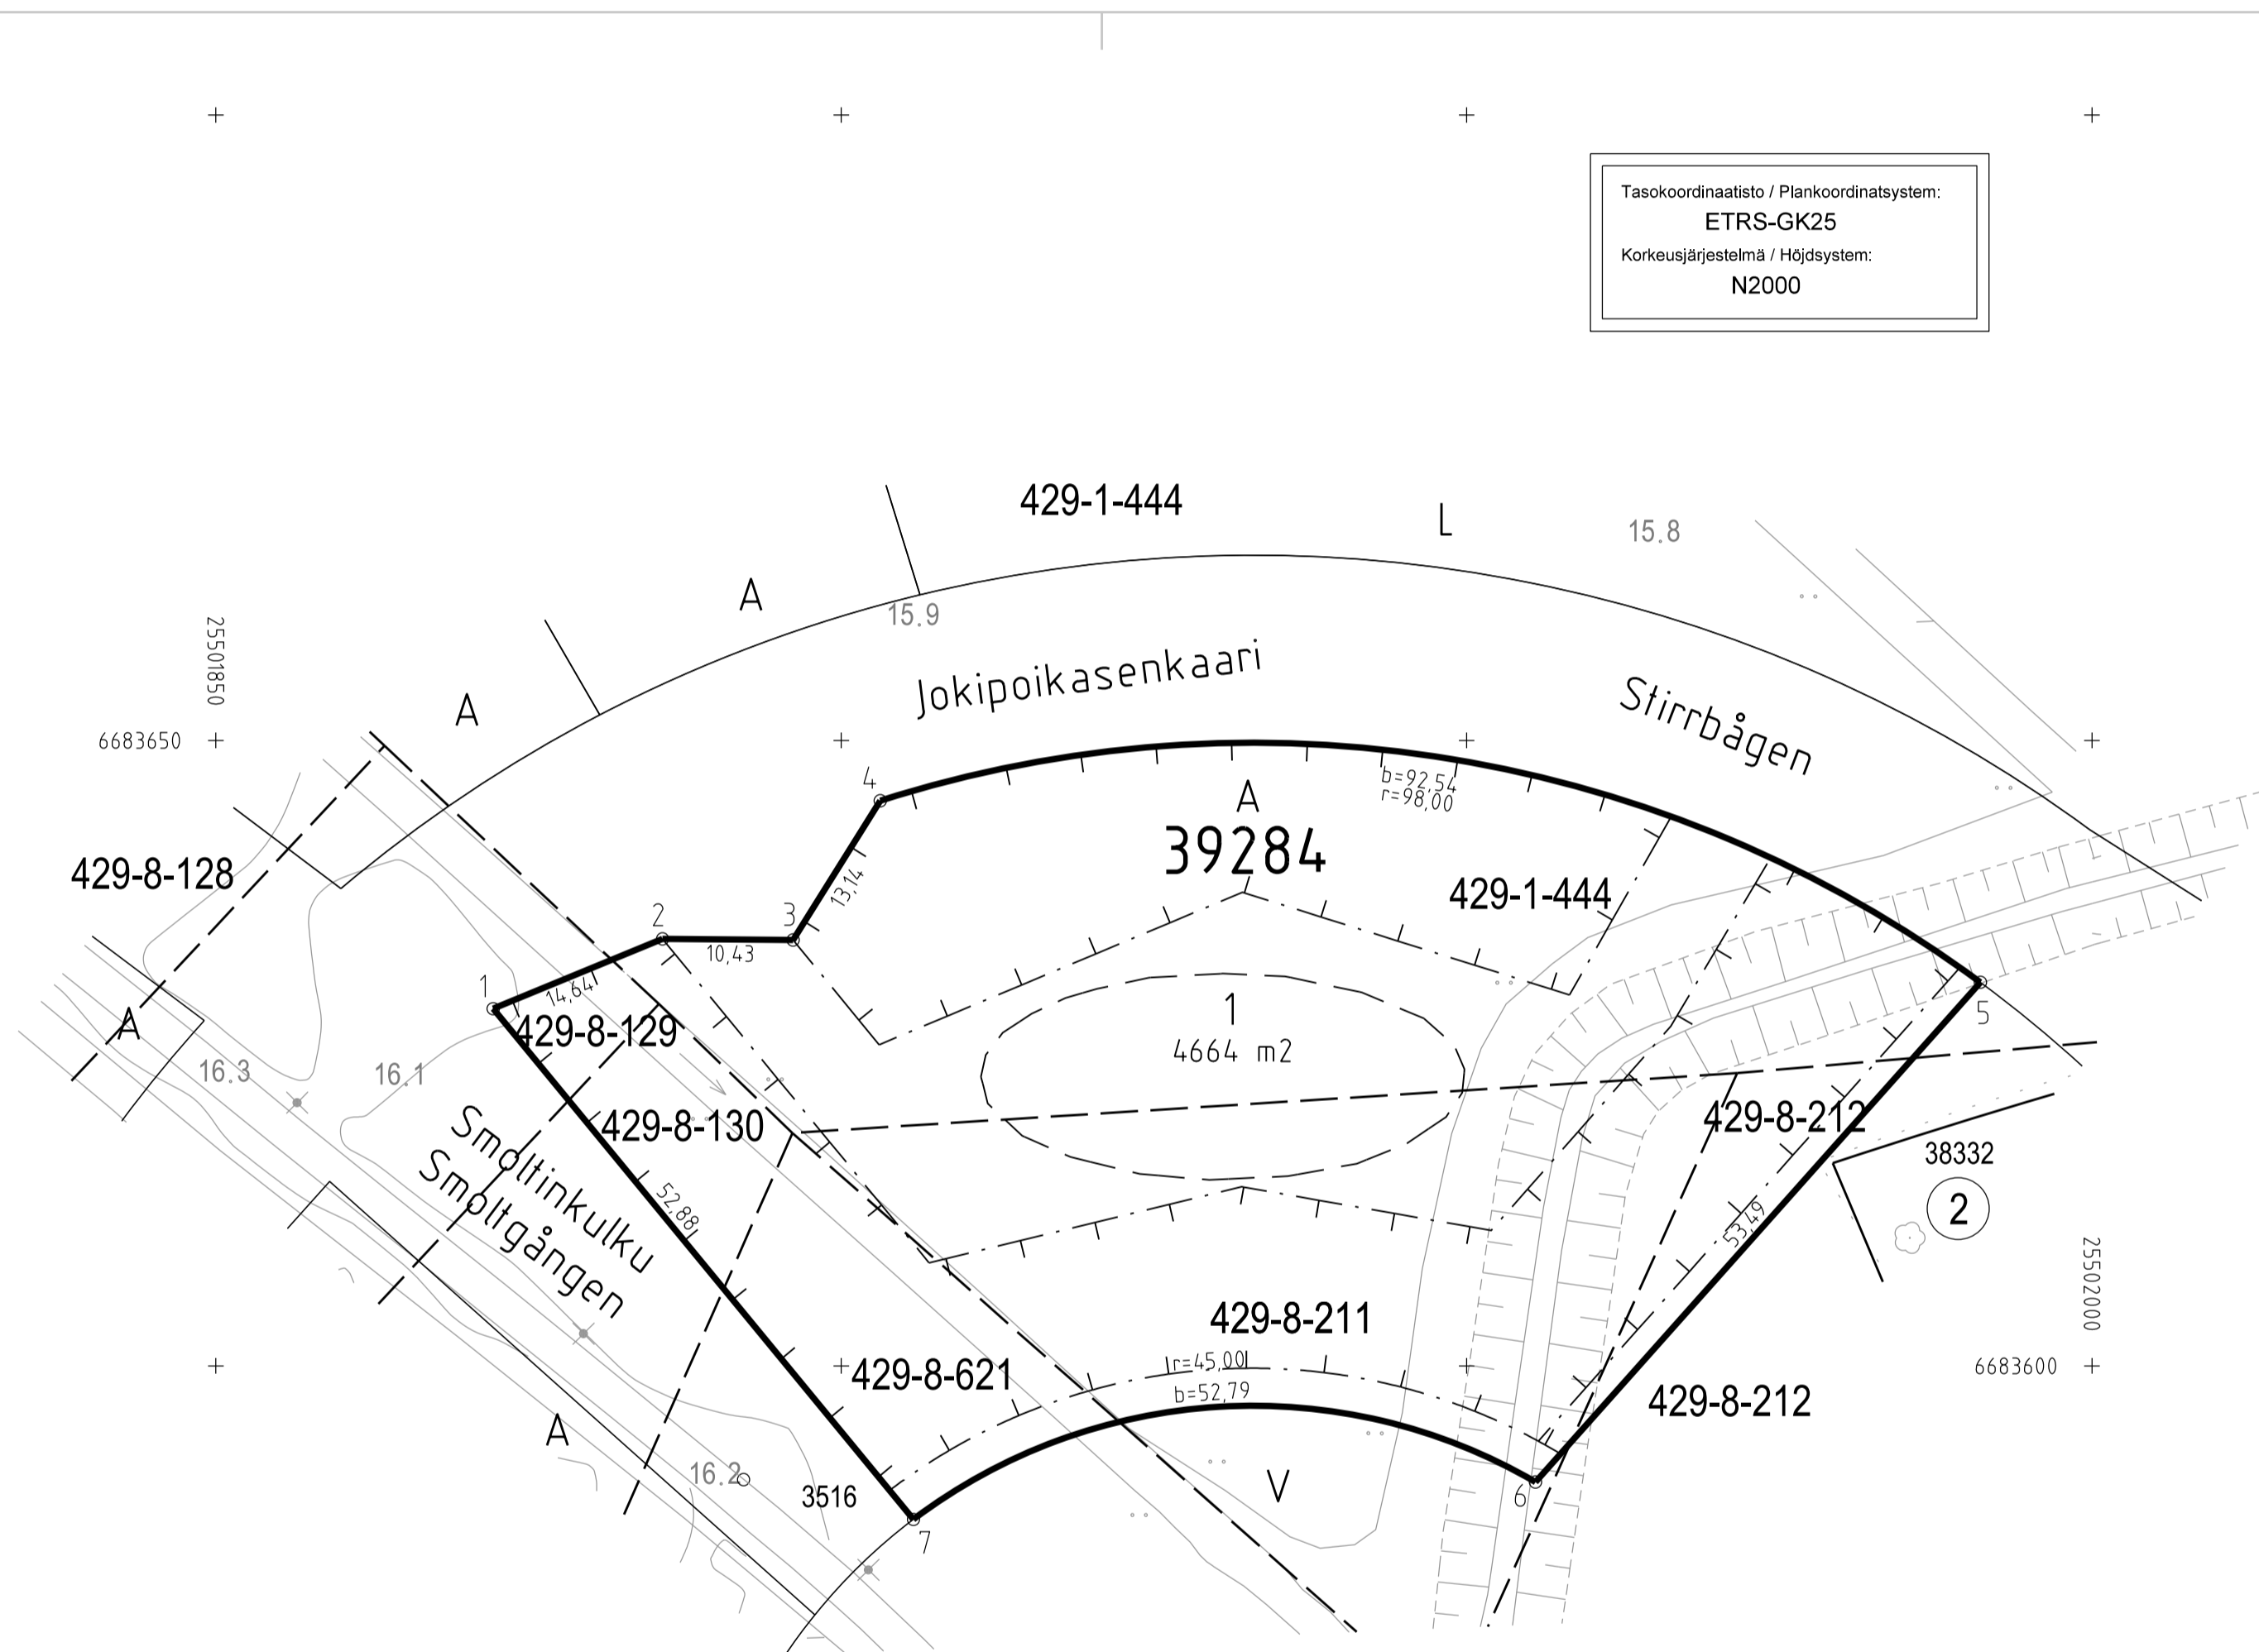 Tasokoordinaatisto / Plankoordinatsystem:
ETRS-GK25
Korkeusjärjestelmä / Höjdsystem:
N2000
429-1-444
L
15.8
A
15.9
25501850
Jokipoikasenkaari
Stirrbågen
A
6683650
4
b=92,54
r=98,00
A
39284
429-8-128
13,14
429-1-444
2
3
10,43
1
14,64
5
1
4664 m2
A
429-8-129
16.3
16.1
429-8-130
429-8-212
38332
2
Smoltinkulku
Smoltgången
52,88
53,49
25502000
429-8-211
r=45,00
b=52,79
6683600
429-8-621
429-8-212
A
16.2
3516
V
6
7